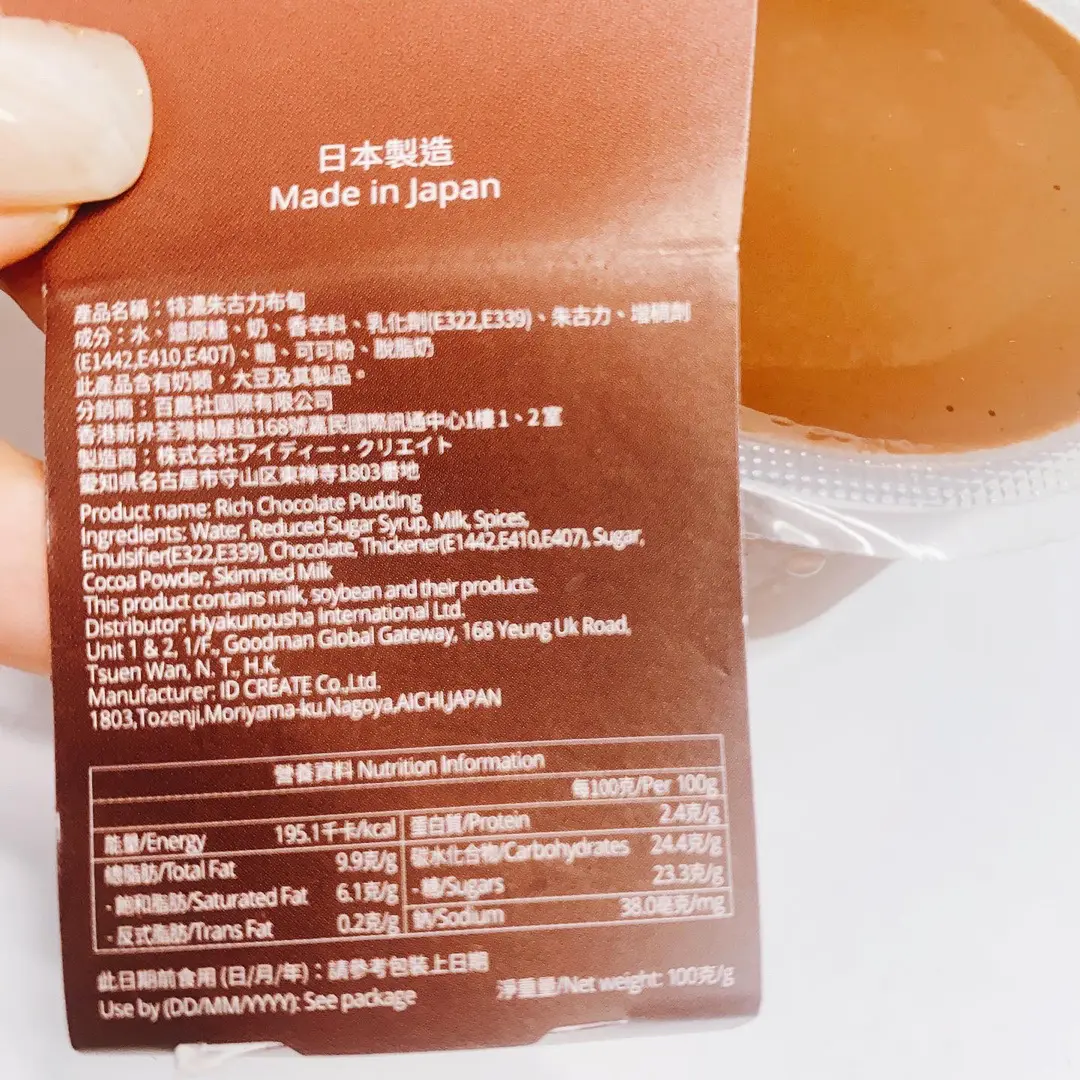 日本製造
Made in Japan
產品名稱：特濃朱古力布甸
成分：水、還原糖、奶、香辛料、乳化劑(E322,E339)、朱古力、增稠劑
(E1442,E410,E407)、糖、可可粉、脫脂奶
此產品含有奶類，大豆及其製品。
分銷商：百農社國際有限公司
香港新界荃灣楊屋道168號嘉民國際訊通中心1樓1、2室
製造商：株式会社アイディー・クリエイト
愛知県名古屋市守山区東禅寺1803番地
Product name: Rich Chocolate Pudding
Ingredients: Water, Reduced Sugar Syrup, Milk, Spices,
Emulsifier(E322,E339), Chocolate, Thickener(E1442,E410,E407), Sugar,
Cocoa Powder, Skimmed Milk
This product contains milk, soybean and their products.
Distributor: Hyakunousha International Ltd.
Unit 1 & 2, 1/F., Goodman Global Gateway, 168 Yeung Uk Road,
Tsuen Wan, N. T., H.K.
Manufacturer: ID CREATE Co.,Ltd.
1803,Tozenji,Moriyama-ku,Nagoya,AICHI,JAPAN
營養資料 Nutrition Information
每100克/Per 100g
能量/Energy 195.1千卡/kcal
總脂肪/Total Fat 9.9克/g
- 飽和脂肪/Saturated Fat 6.1克/g
- 反式脂肪/Trans Fat 0.2克/g
蛋白質/Protein 2.4克/g
碳水化合物/Carbohydrates 24.4克/g
- 糖/Sugars 23.3克/g
鈉/Sodium 38.0毫克/mg
此日期前食用 (日/月/年)：請參考包裝上日期
Use by (DD/MM/YYYY): See package
淨重量/Net weight: 100克/g